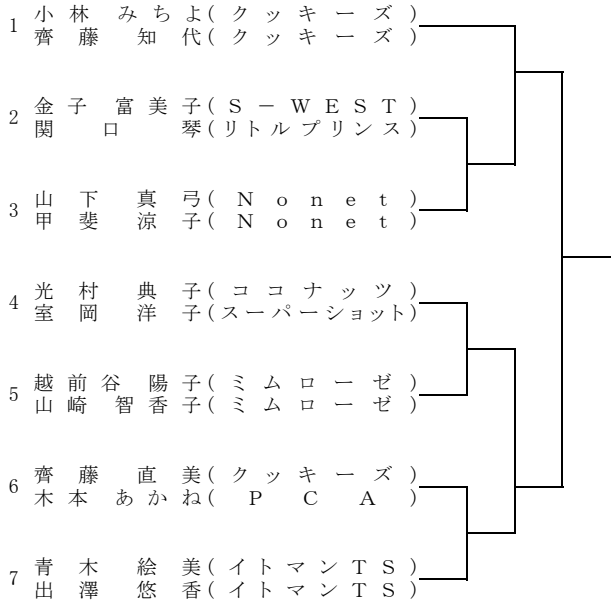 1 小林 みちよ(クッキーズ)
齊藤 知代(クッキーズ)
2 金子 富美子(S－WEST)
関口 琴(リトルプリンス)
3 山下 真弓(Nonet)
甲斐 涼子(Nonet)
4 光村 典子(ココナッツ)
室岡 洋子(スーパーショット)
5 越前谷 陽子(ミムローゼ)
山崎 智香子(ミムローゼ)
6 齊藤 直美(クッキーズ)
木本 あかね(PCA)
7 青木 絵美(イトマンTS)
出澤 悠香(イトマンTS)